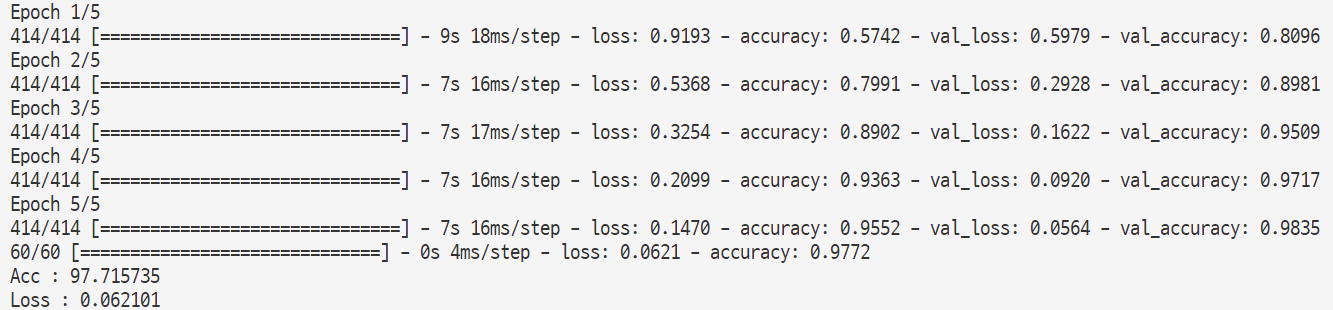 Epoch 1/5
414/414 [==============================] - 9s 18ms/step - loss: 0.9193 - accuracy: 0.5742 - val_loss: 0.5979 - val_accuracy: 0.8096
Epoch 2/5
414/414 [==============================] - 7s 16ms/step - loss: 0.5368 - accuracy: 0.7991 - val_loss: 0.2928 - val_accuracy: 0.8981
Epoch 3/5
414/414 [==============================] - 7s 17ms/step - loss: 0.3254 - accuracy: 0.8902 - val_loss: 0.1622 - val_accuracy: 0.9509
Epoch 4/5
414/414 [==============================] - 7s 16ms/step - loss: 0.2099 - accuracy: 0.9363 - val_loss: 0.0920 - val_accuracy: 0.9717
Epoch 5/5
414/414 [==============================] - 7s 16ms/step - loss: 0.1470 - accuracy: 0.9552 - val_loss: 0.0564 - val_accuracy: 0.9835
60/60 [==============================] - 0s 4ms/step - loss: 0.0621 - accuracy: 0.9772
Acc : 97.715735
Loss : 0.062101